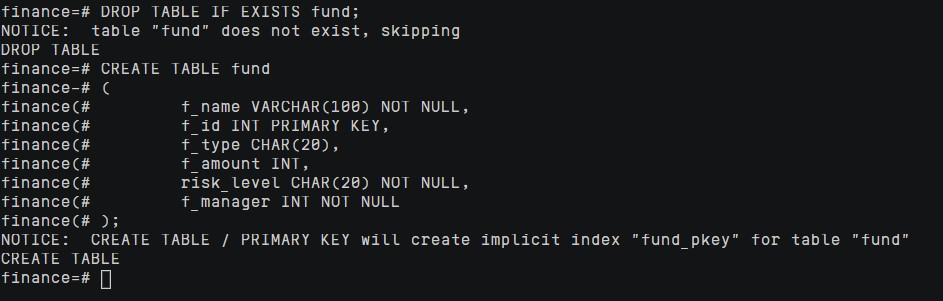 finance=# DROP TABLE IF EXISTS fund;
NOTICE:  table "fund" does not exist, skipping
DROP TABLE
finance=# CREATE TABLE fund
finance-# (
finance(#         f_name VARCHAR(100) NOT NULL,
finance(#         f_id INT PRIMARY KEY,
finance(#         f_type CHAR(20),
finance(#         f_amount INT,
finance(#         risk_level CHAR(20) NOT NULL,
finance(#         f_manager INT NOT NULL
finance(# );
NOTICE:  CREATE TABLE / PRIMARY KEY will create implicit index "fund_pkey" for table "fund"
CREATE TABLE
finance=#